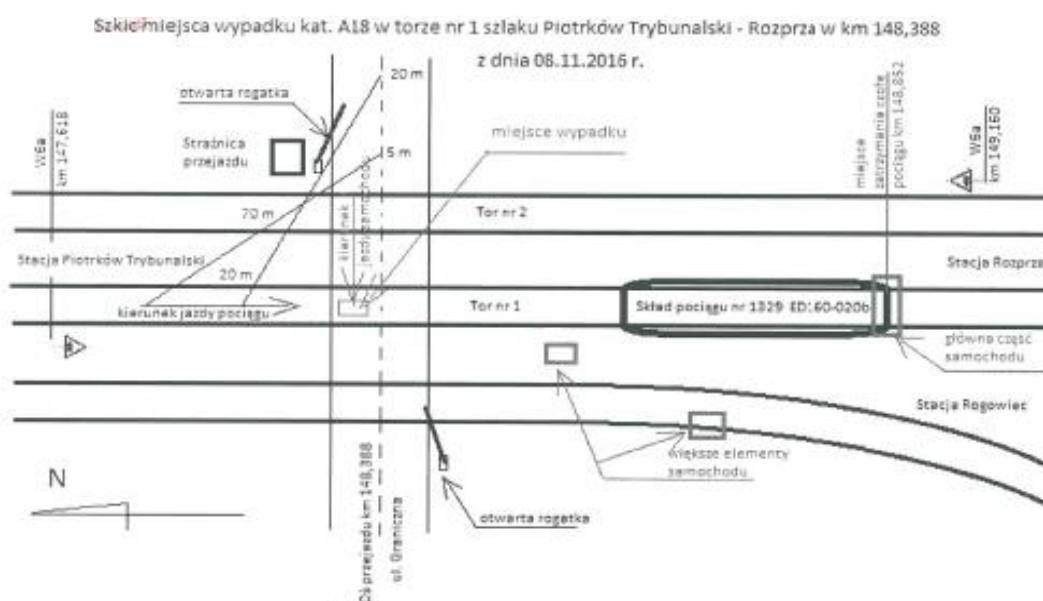 Szkic miejsca wypadku kat. A18 w torze nr 1 szlaku Piotrków Trybunalski - Rozprza w km 148,388
z dnia 08.11.2016 r.
20 m
otwarta rogatka
W6a
km 147,618
Strażnica
przejazdu
5 m
miejsce wypadku
miejsce
zatrzymania czoła
pociągu km 148,852
W6a
km 149,160
70 m
kierunek
jazdy samochodu
Tor nr 2
Stacja Piotrków Trybunalski
Stacja Rozprza
20 m
kierunek jazdy pociągu
Tor nr 1
Skład pociągu nr 1329 ED160-020b
główna część
samochodu
Stacja Rogowiec
większe elementy
samochodu
N
Oś przejazdu km 148,388
ul. Graniczna
otwarta rogatka